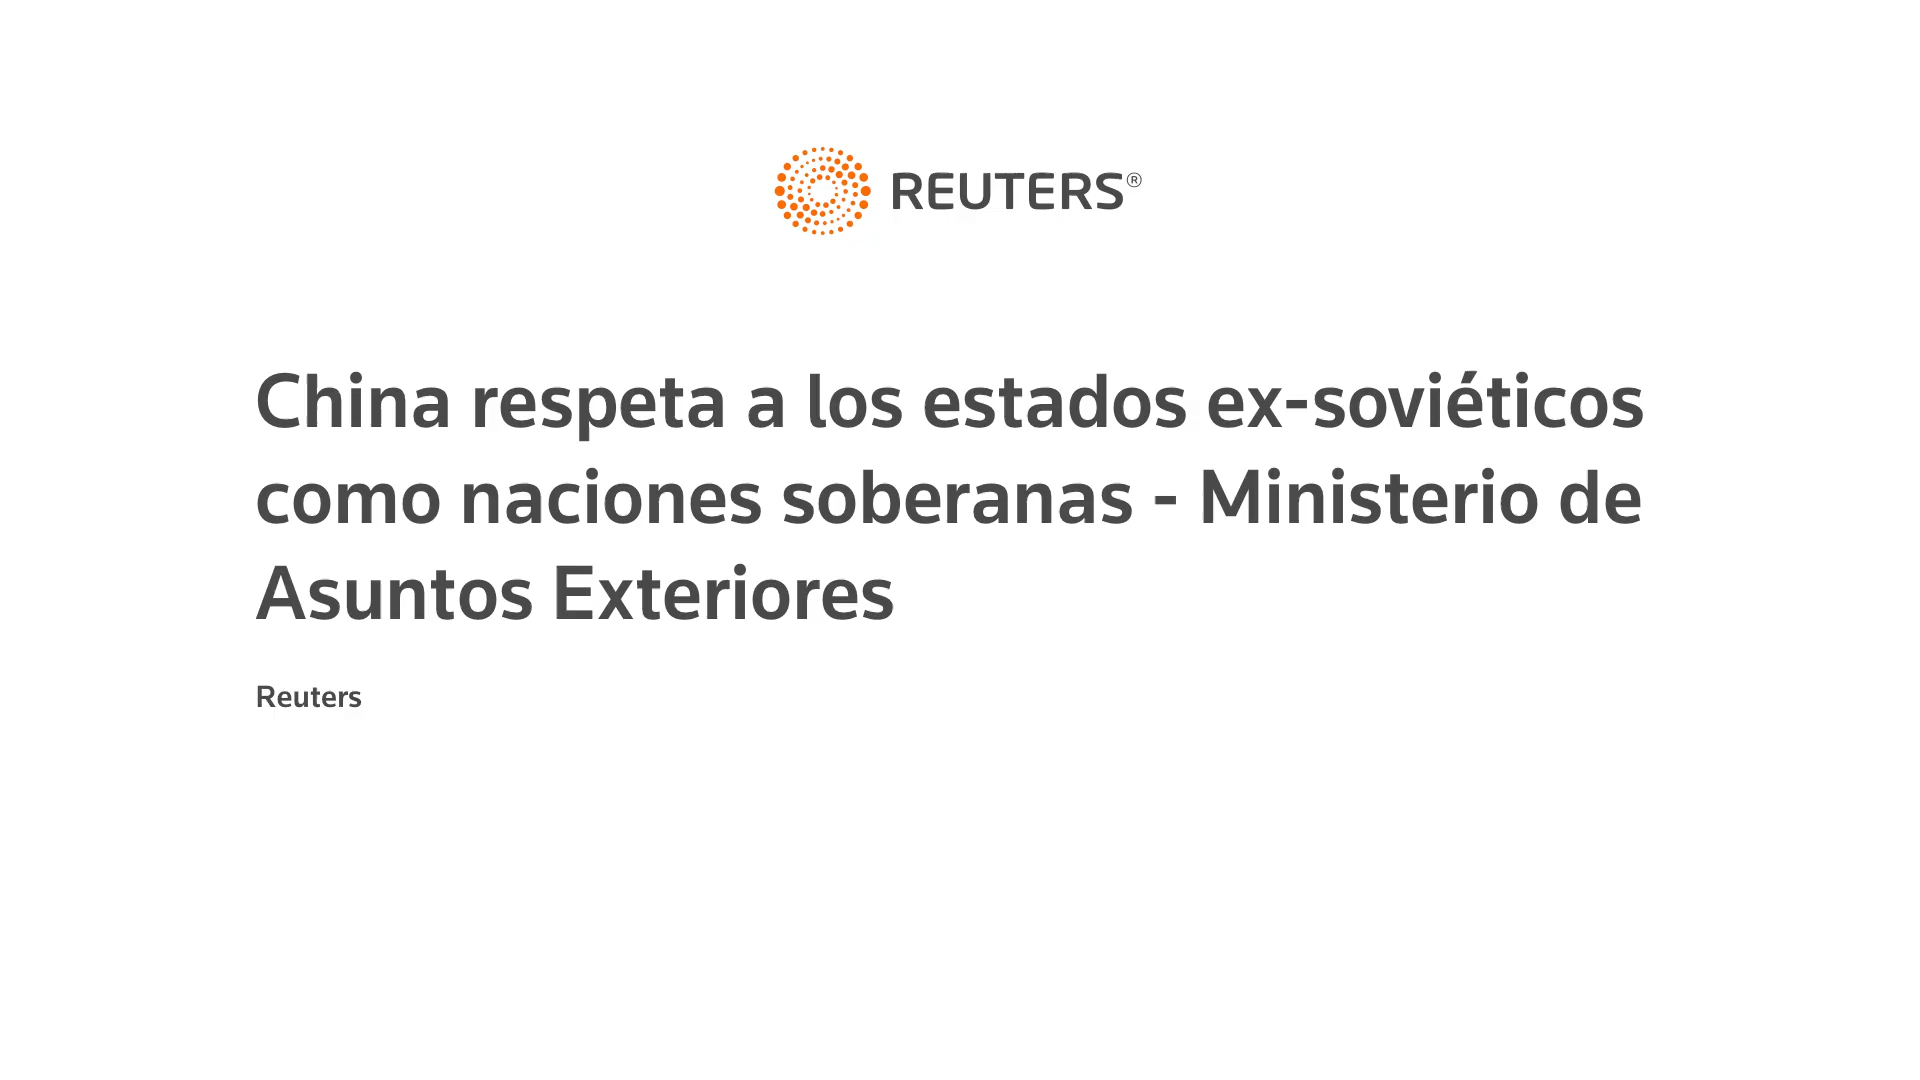 REUTERS®
China respeta a los estados ex-soviéticos
como naciones soberanas - Ministerio de
Asuntos Exteriores
Reuters